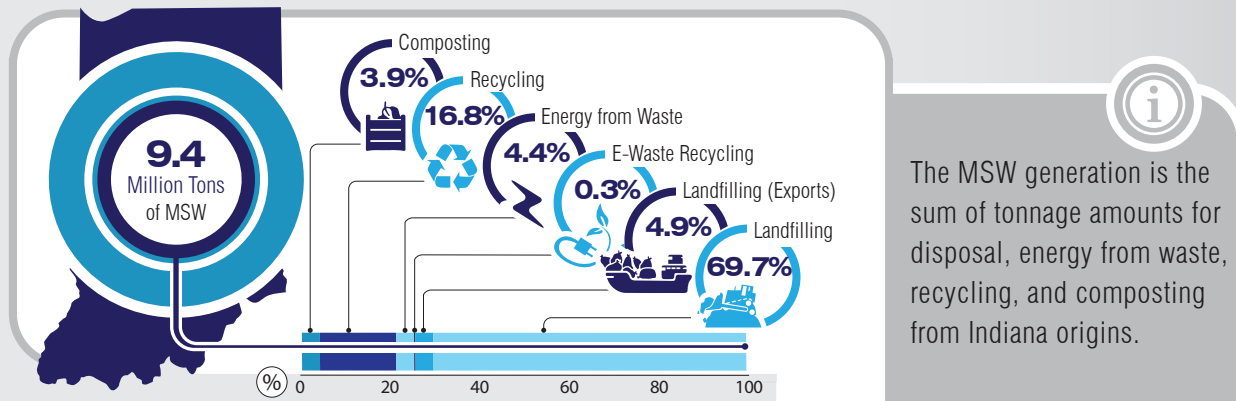 9.4
Million Tons
of MSW
Composting
3.9%
Recycling
16.8%
Energy from Waste
4.4%
E-Waste Recycling
0.3%
Landfilling (Exports)
4.9%
Landfilling
69.7%
% 0 20 40 60 80 100
i
The MSW generation is the
sum of tonnage amounts for
disposal, energy from waste,
recycling, and composting
from Indiana origins.